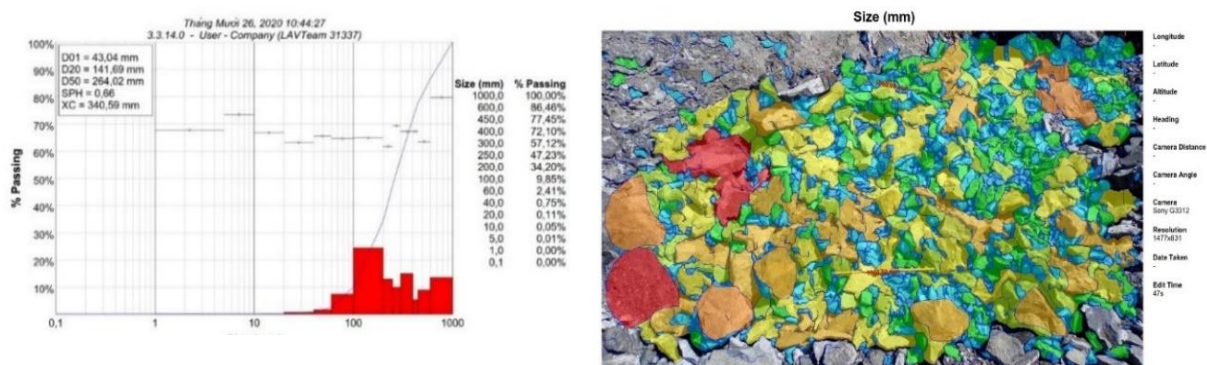 Tháng Mười 26, 2020 10:44:27
3.3.14.0 - User - Company (LAVTeam 31337)
100%
90%
80%
70%
60%
50%
40%
30%
20%
10%
% Passing
D01 = 43,04 mm
D20 = 141,69 mm
D50 = 264,02 mm
SPH = 0,66
XC = 340,59 mm
0,1 1 10 100 1000
Size (mm) % Passing
1000,0 100,00%
600,0 86,46%
450,0 77,45%
400,0 72,10%
300,0 57,12%
250,0 47,23%
200,0 34,20%
100,0 9,85%
60,0 2,41%
40,0 0,75%
20,0 0,11%
10,0 0,05%
5,0 0,01%
1,0 0,00%
0,1 0,00%
Size (mm)
Longitude
-
Latitude
-
Altitude
-
Heading
-
Camera Distance
-
Camera Angle
-
Camera
Sony G3312
Resolution
1477x831
Date Taken
-
Edit Time
47s